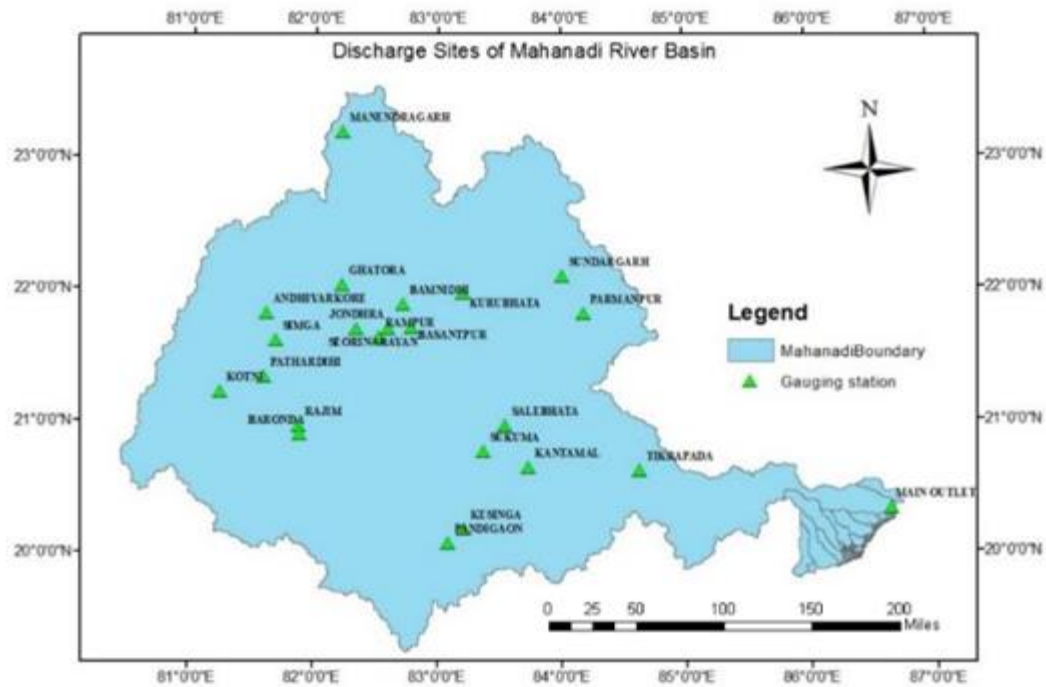 81°0'0"E 82°0'0"E 83°0'0"E 84°0'0"E 85°0'0"E 86°0'0"E 87°0'0"E
Discharge Sites of Mahanadi River Basin
MANENDRAGARH
N
23°0'0"N
23°0'0"N
SUNDARGARH
GHATORA
22°0'0"N
22°0'0"N
BAMNIDHI
ANDHIYARKORE
KURUBHATA
PARMANPUR
JONDHRA
Legend
SIMGA
RAMPUR
BASANTPUR
SEORINARAYAN
MahanadiBoundary
PATHARDIHI
KOTNI
Gauging station
21°0'0"N
21°0'0"N
RAJIM
BARONDA
SALEBHATA
SUKUMA
KANTAMAL
TIKRAPADA
MAIN OUTLET
KESINGA
20°0'0"N
20°0'0"N
0 25 50 100 150 200
Miles
81°0'0"E 82°0'0"E 83°0'0"E 84°0'0"E 85°0'0"E 86°0'0"E 87°0'0"E